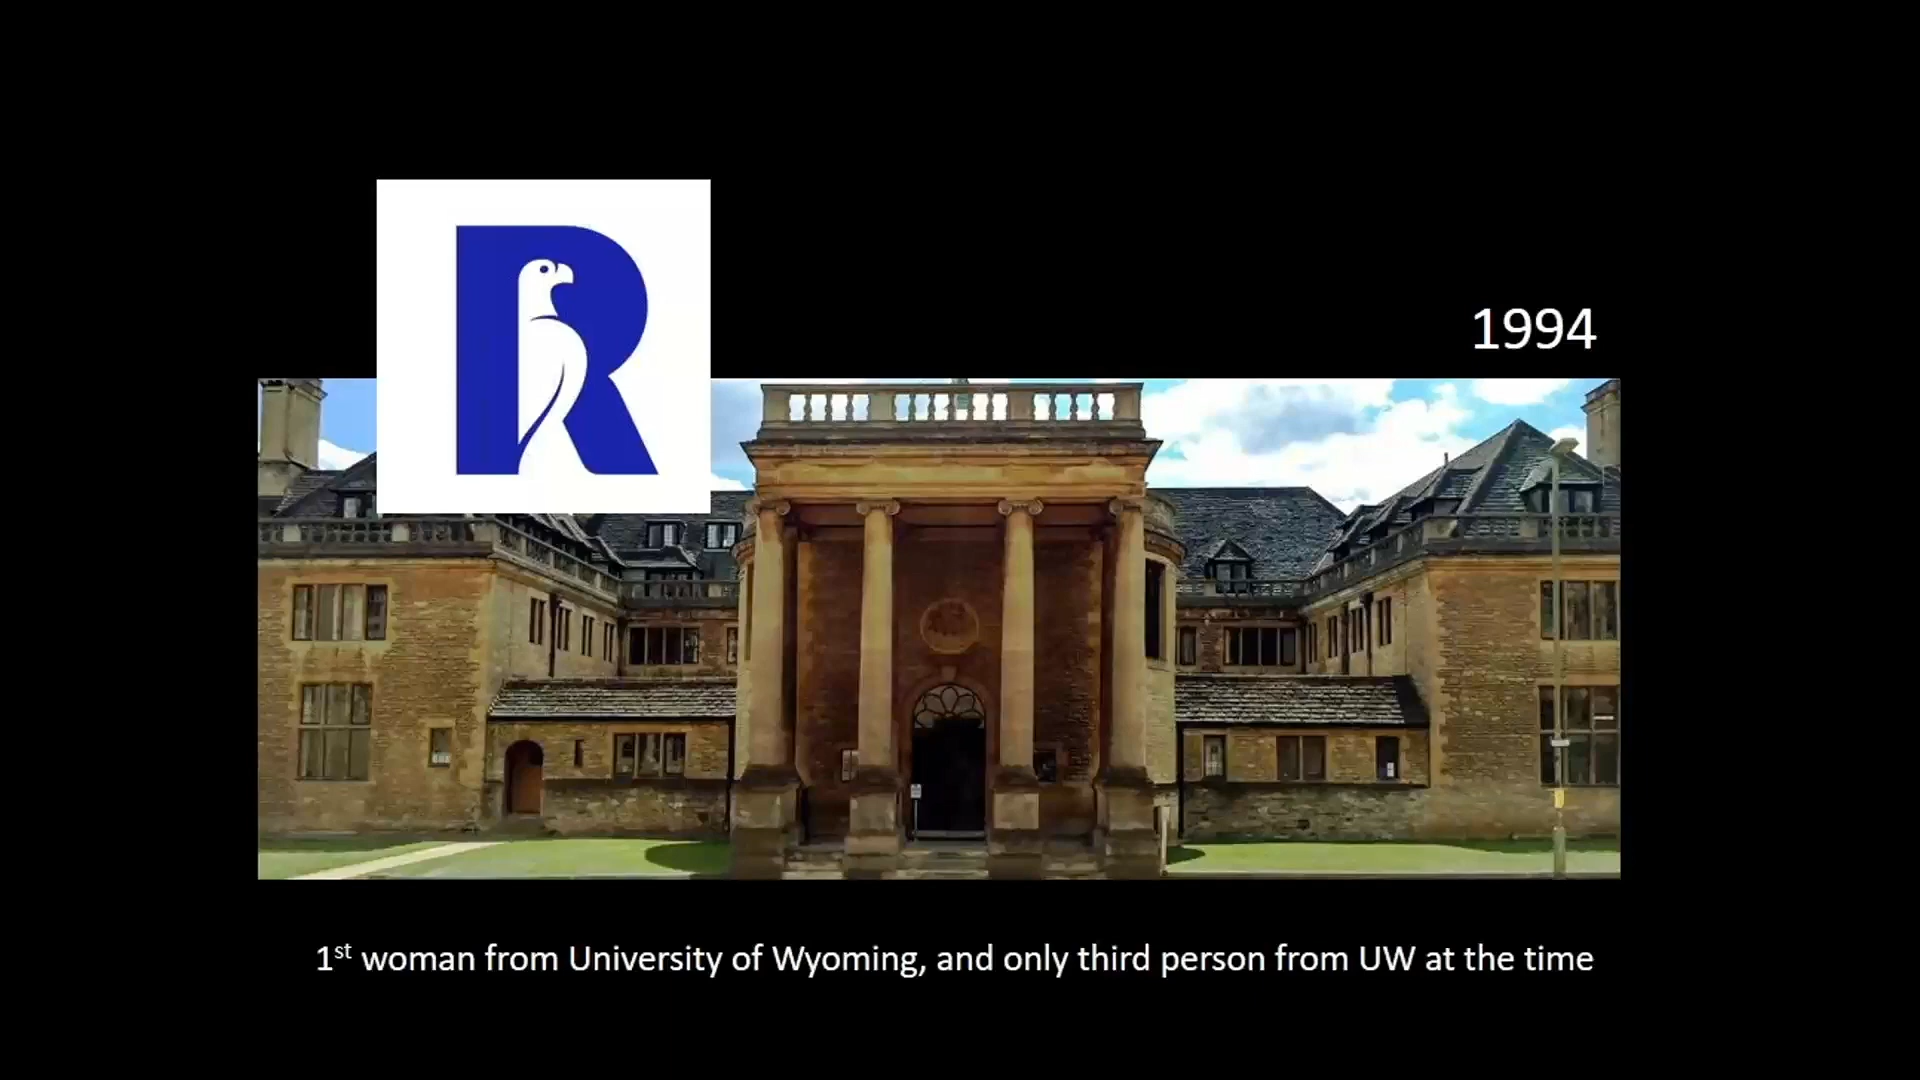 R
1994
1st woman from University of Wyoming, and only third person from UW at the time